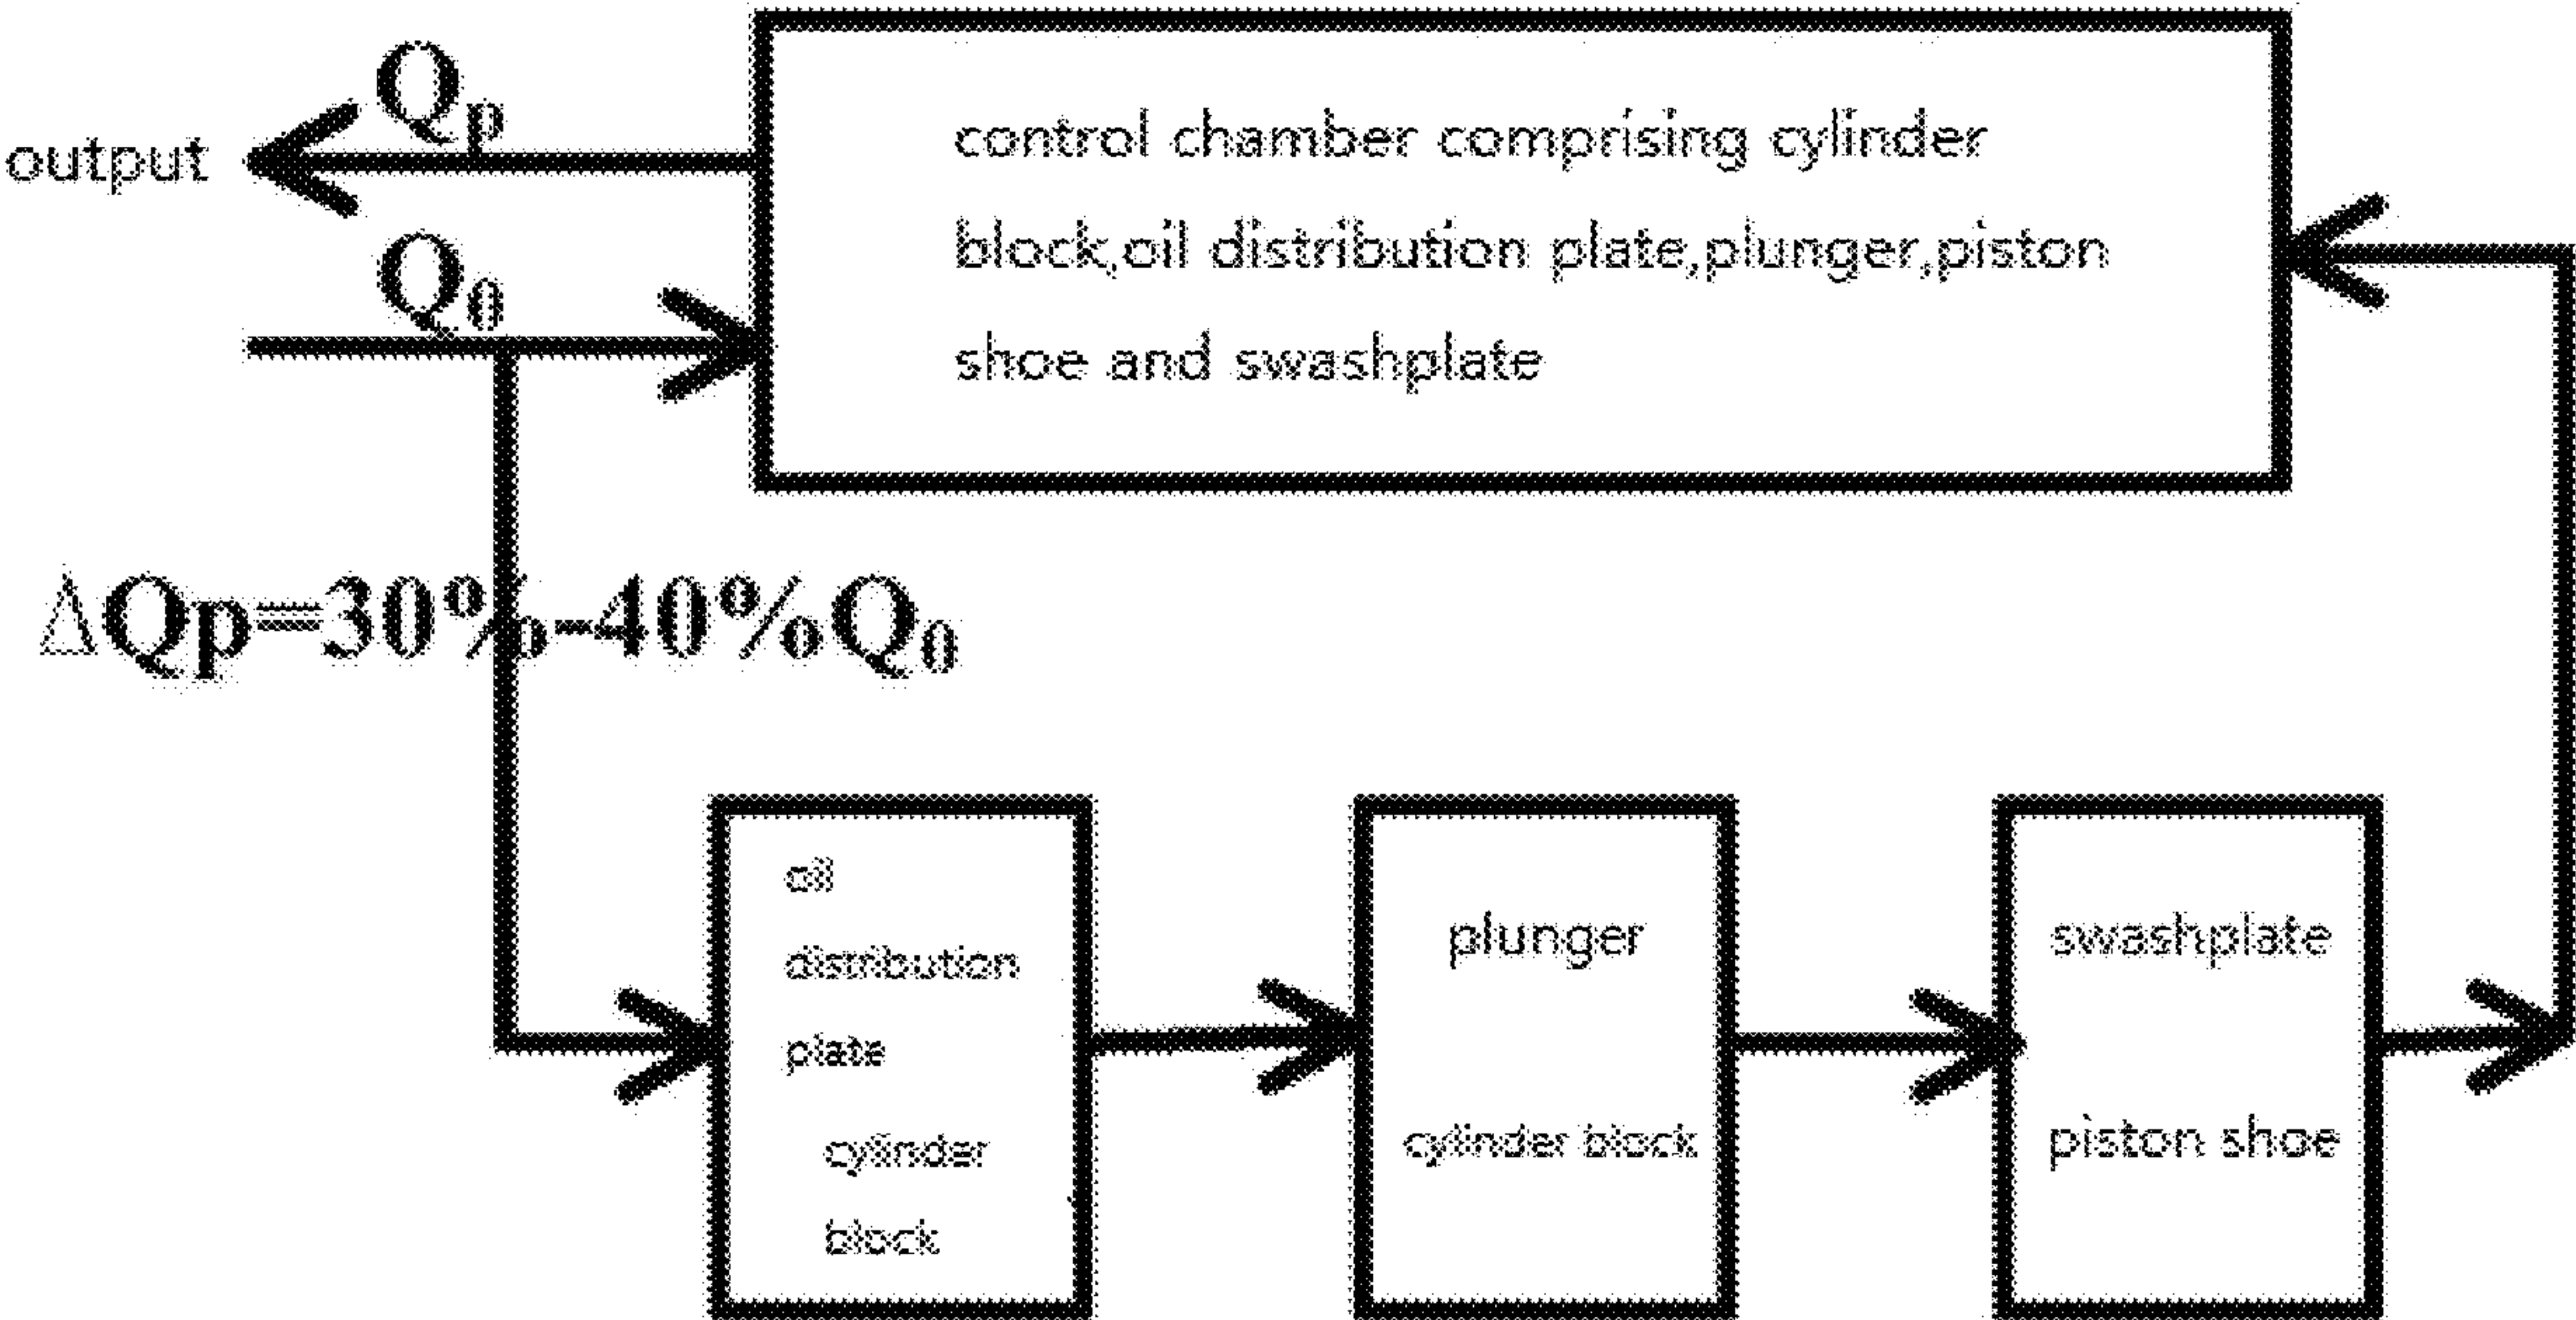 Qp
output
Q0
control chamber comprising cylinder
block,oil distribution plate,plunger,piston
shoe and swashplate
ΔQp=30%-40%Q0
oil
distribution
plate
cylinder
block
plunger
cylinder block
swashplate
piston shoe